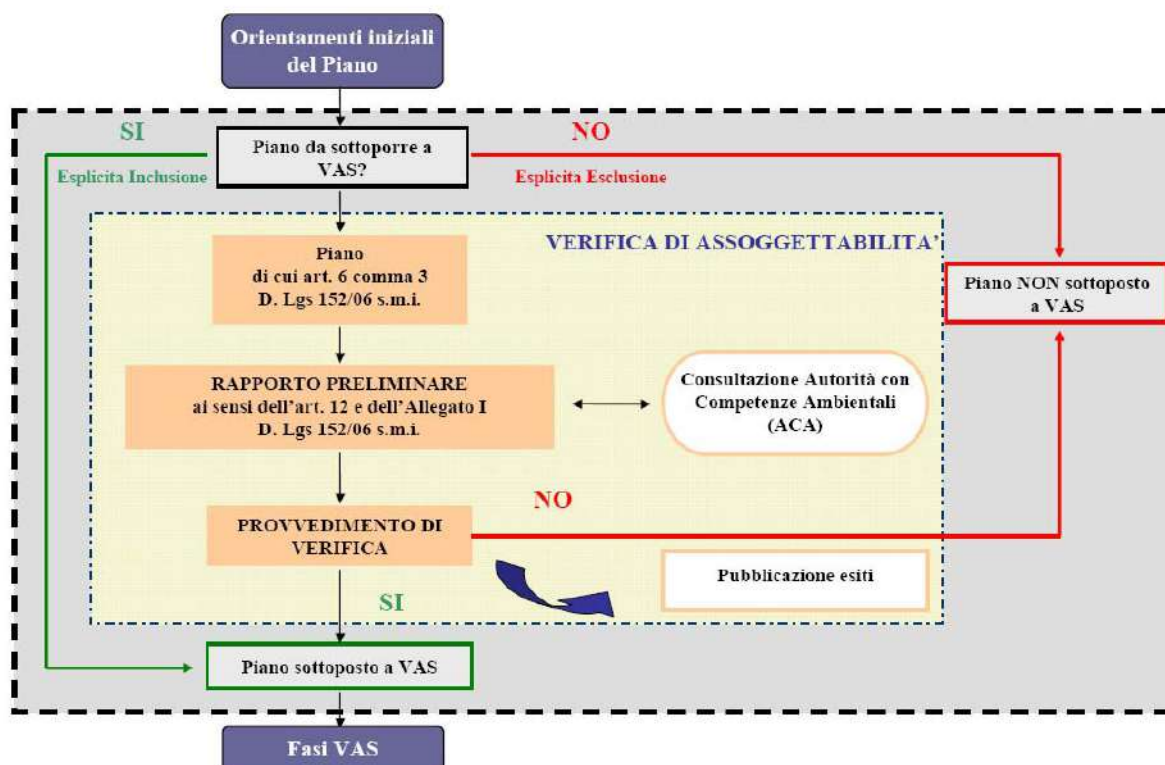 Orientamenti iniziali
del Piano
SI
NO
Piano da sottoporre a
VAS?
Esplicita Inclusione
Esplicita Esclusione
VERIFICA DI ASSOGGETTABILITA'
Piano
di cui art. 6 comma 3
D. Lgs 152/06 s.m.i.
Piano NON sottoposto
a VAS
RAPPORTO PRELIMINARE
ai sensi dell'art. 12 e dell'Allegato I
D. Lgs 152/06 s.m.i.
Consultazione Autorità con
Competenze Ambientali
(ACA)
NO
PROVVEDIMENTO DI
VERIFICA
Pubblicazione esiti
SI
Piano sottoposto a VAS
Fasi VAS